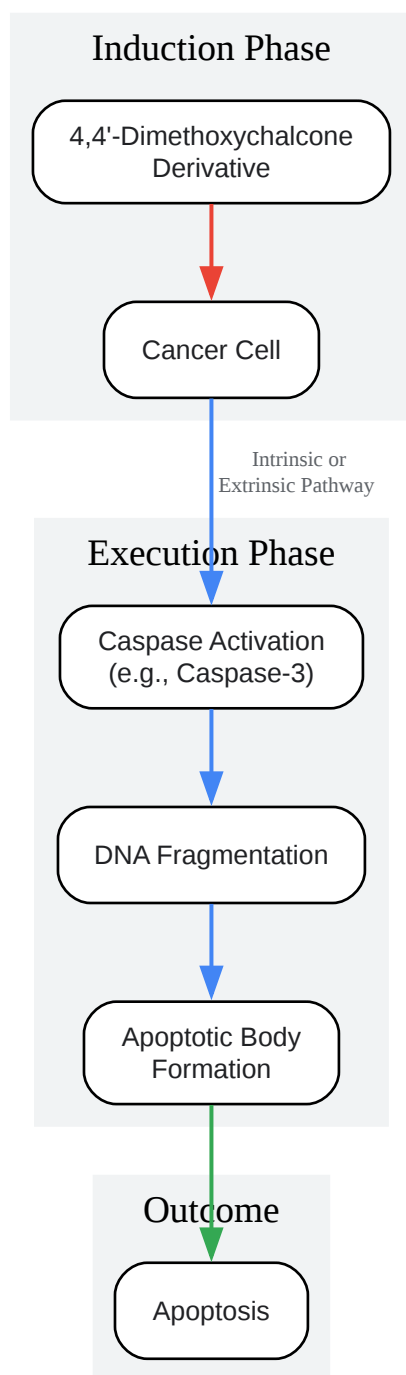 Induction Phase
4,4'-Dimethoxychalcone
Derivative
Cancer Cell
Intrinsic or
Extrinsic Pathway
Execution Phase
Caspase Activation
(e.g., Caspase-3)
DNA Fragmentation
Apoptotic Body
Formation
Outcome
Apoptosis